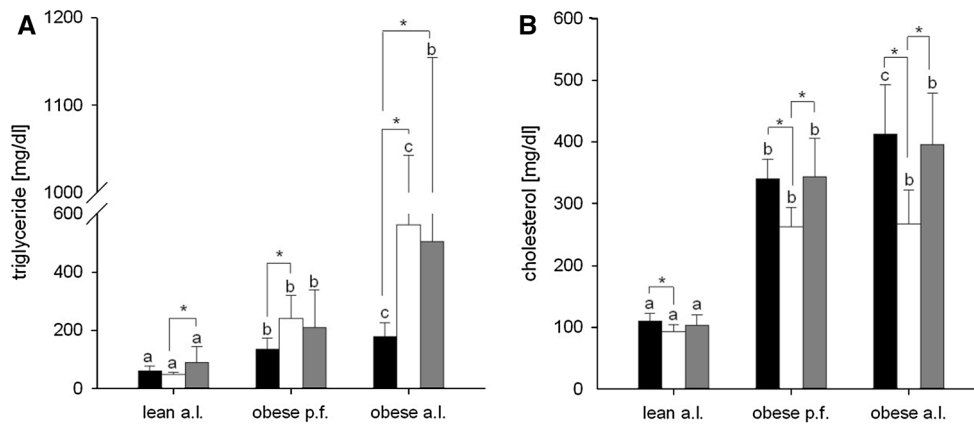 A
triglyceride [mg/dl]
1200
1100
1000
600
400
200
0
a a a
*
b b b
*
c c b
* *
lean a.l. obese p.f. obese a.l.
B
cholesterol [mg/dl]
600
500
400
300
200
100
0
a a a
*
b b b
* *
c b b
* *
lean a.l. obese p.f. obese a.l.